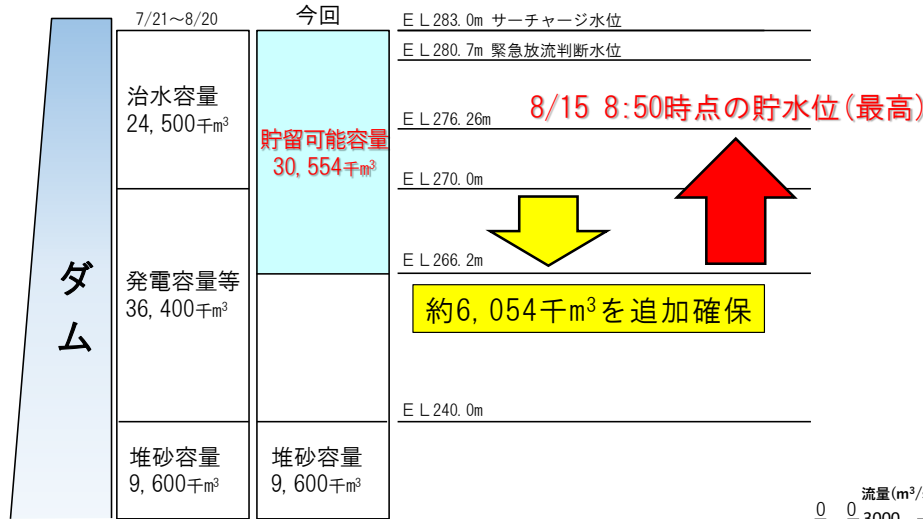 7/21～8/20
今回
ＥＬ283.0m サーチャージ水位
ＥＬ280.7m 緊急放流判断水位
治水容量
24,500千m³
貯留可能容量
30,554千m³
ＥＬ276.26m
8/15 8:50時点の貯水位(最高)
ＥＬ270.0m
ダム
発電容量等
36,400千m³
ＥＬ266.2m
約6,054千m³を追加確保
ＥＬ240.0m
堆砂容量
9,600千m³
堆砂容量
9,600千m³
流量(m³/
0 0 3000